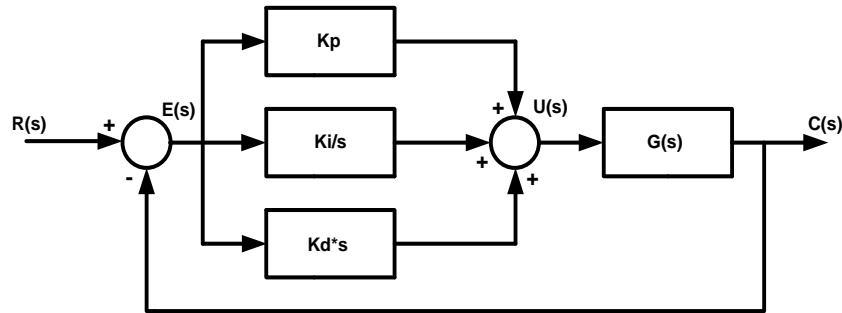 Kp
E(s)
R(s)
+
-
Ki/s
+
+
+
U(s)
G(s)
C(s)
Kd*s